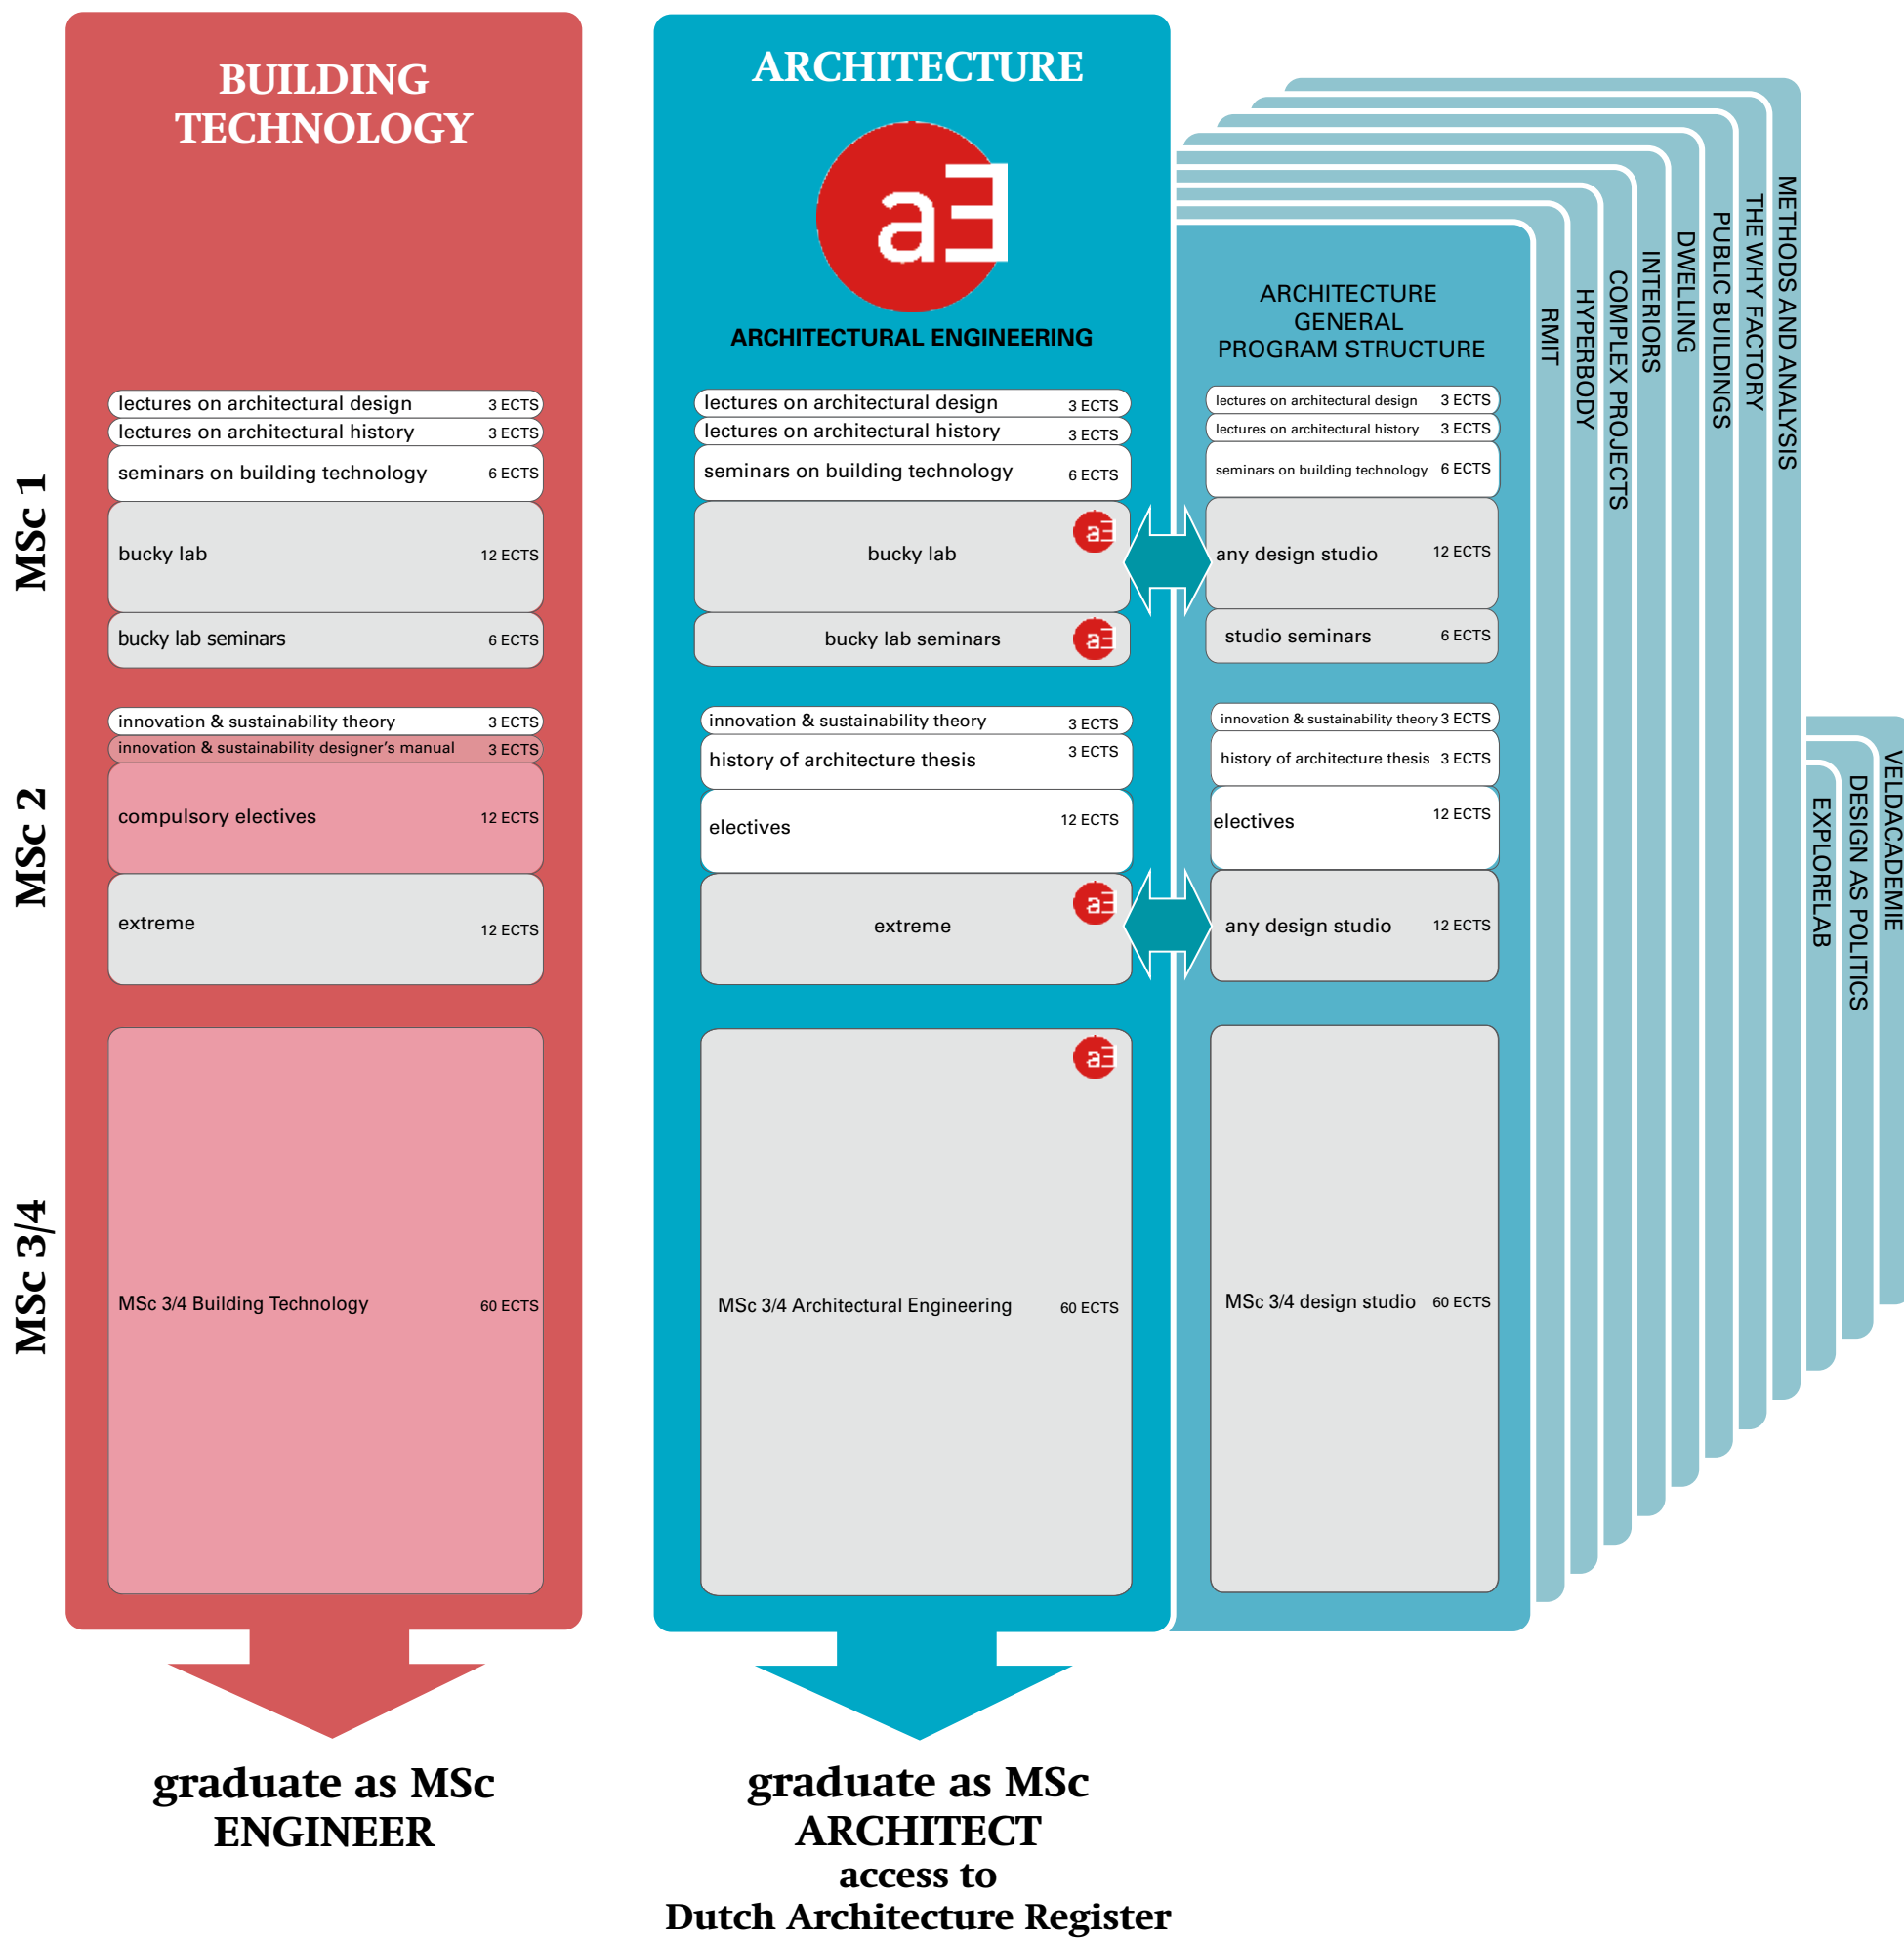 BUILDING
TECHNOLOGY
MSc 1
lectures on architectural design 3 ECTS
lectures on architectural history 3 ECTS
seminars on building technology 6 ECTS
bucky lab 12 ECTS
bucky lab seminars 6 ECTS
MSc 2
innovation & sustainability theory 3 ECTS
innovation & sustainability designer's manual 3 ECTS
compulsory electives 12 ECTS
extreme 12 ECTS
MSc 3/4
MSc 3/4 Building Technology 60 ECTS
graduate as MSc
ENGINEER
ARCHITECTURE
aE
ARCHITECTURAL ENGINEERING
lectures on architectural design 3 ECTS
lectures on architectural history 3 ECTS
seminars on building technology 6 ECTS
aE
bucky lab
bucky lab seminars aE
innovation & sustainability theory 3 ECTS
history of architecture thesis 3 ECTS
electives 12 ECTS
aE
extreme
aE
MSc 3/4 Architectural Engineering 60 ECTS
graduate as MSc
ARCHITECT
access to
Dutch Architecture Register
ARCHITECTURE
GENERAL
PROGRAM STRUCTURE
lectures on architectural design 3 ECTS
lectures on architectural history 3 ECTS
seminars on building technology 6 ECTS
any design studio 12 ECTS
studio seminars 6 ECTS
innovation & sustainability theory 3 ECTS
history of architecture thesis 3 ECTS
electives 12 ECTS
any design studio 12 ECTS
MSc 3/4 design studio 60 ECTS
RMIT
HYPERBODY
COMPLEX PROJECTS
INTERIORS
DWELLING
PUBLIC BUILDINGS
THE WHY FACTORY
METHODS AND ANALYSIS
EXPLORELAB
DESIGN AS POLITICS
VELDACADEMIE